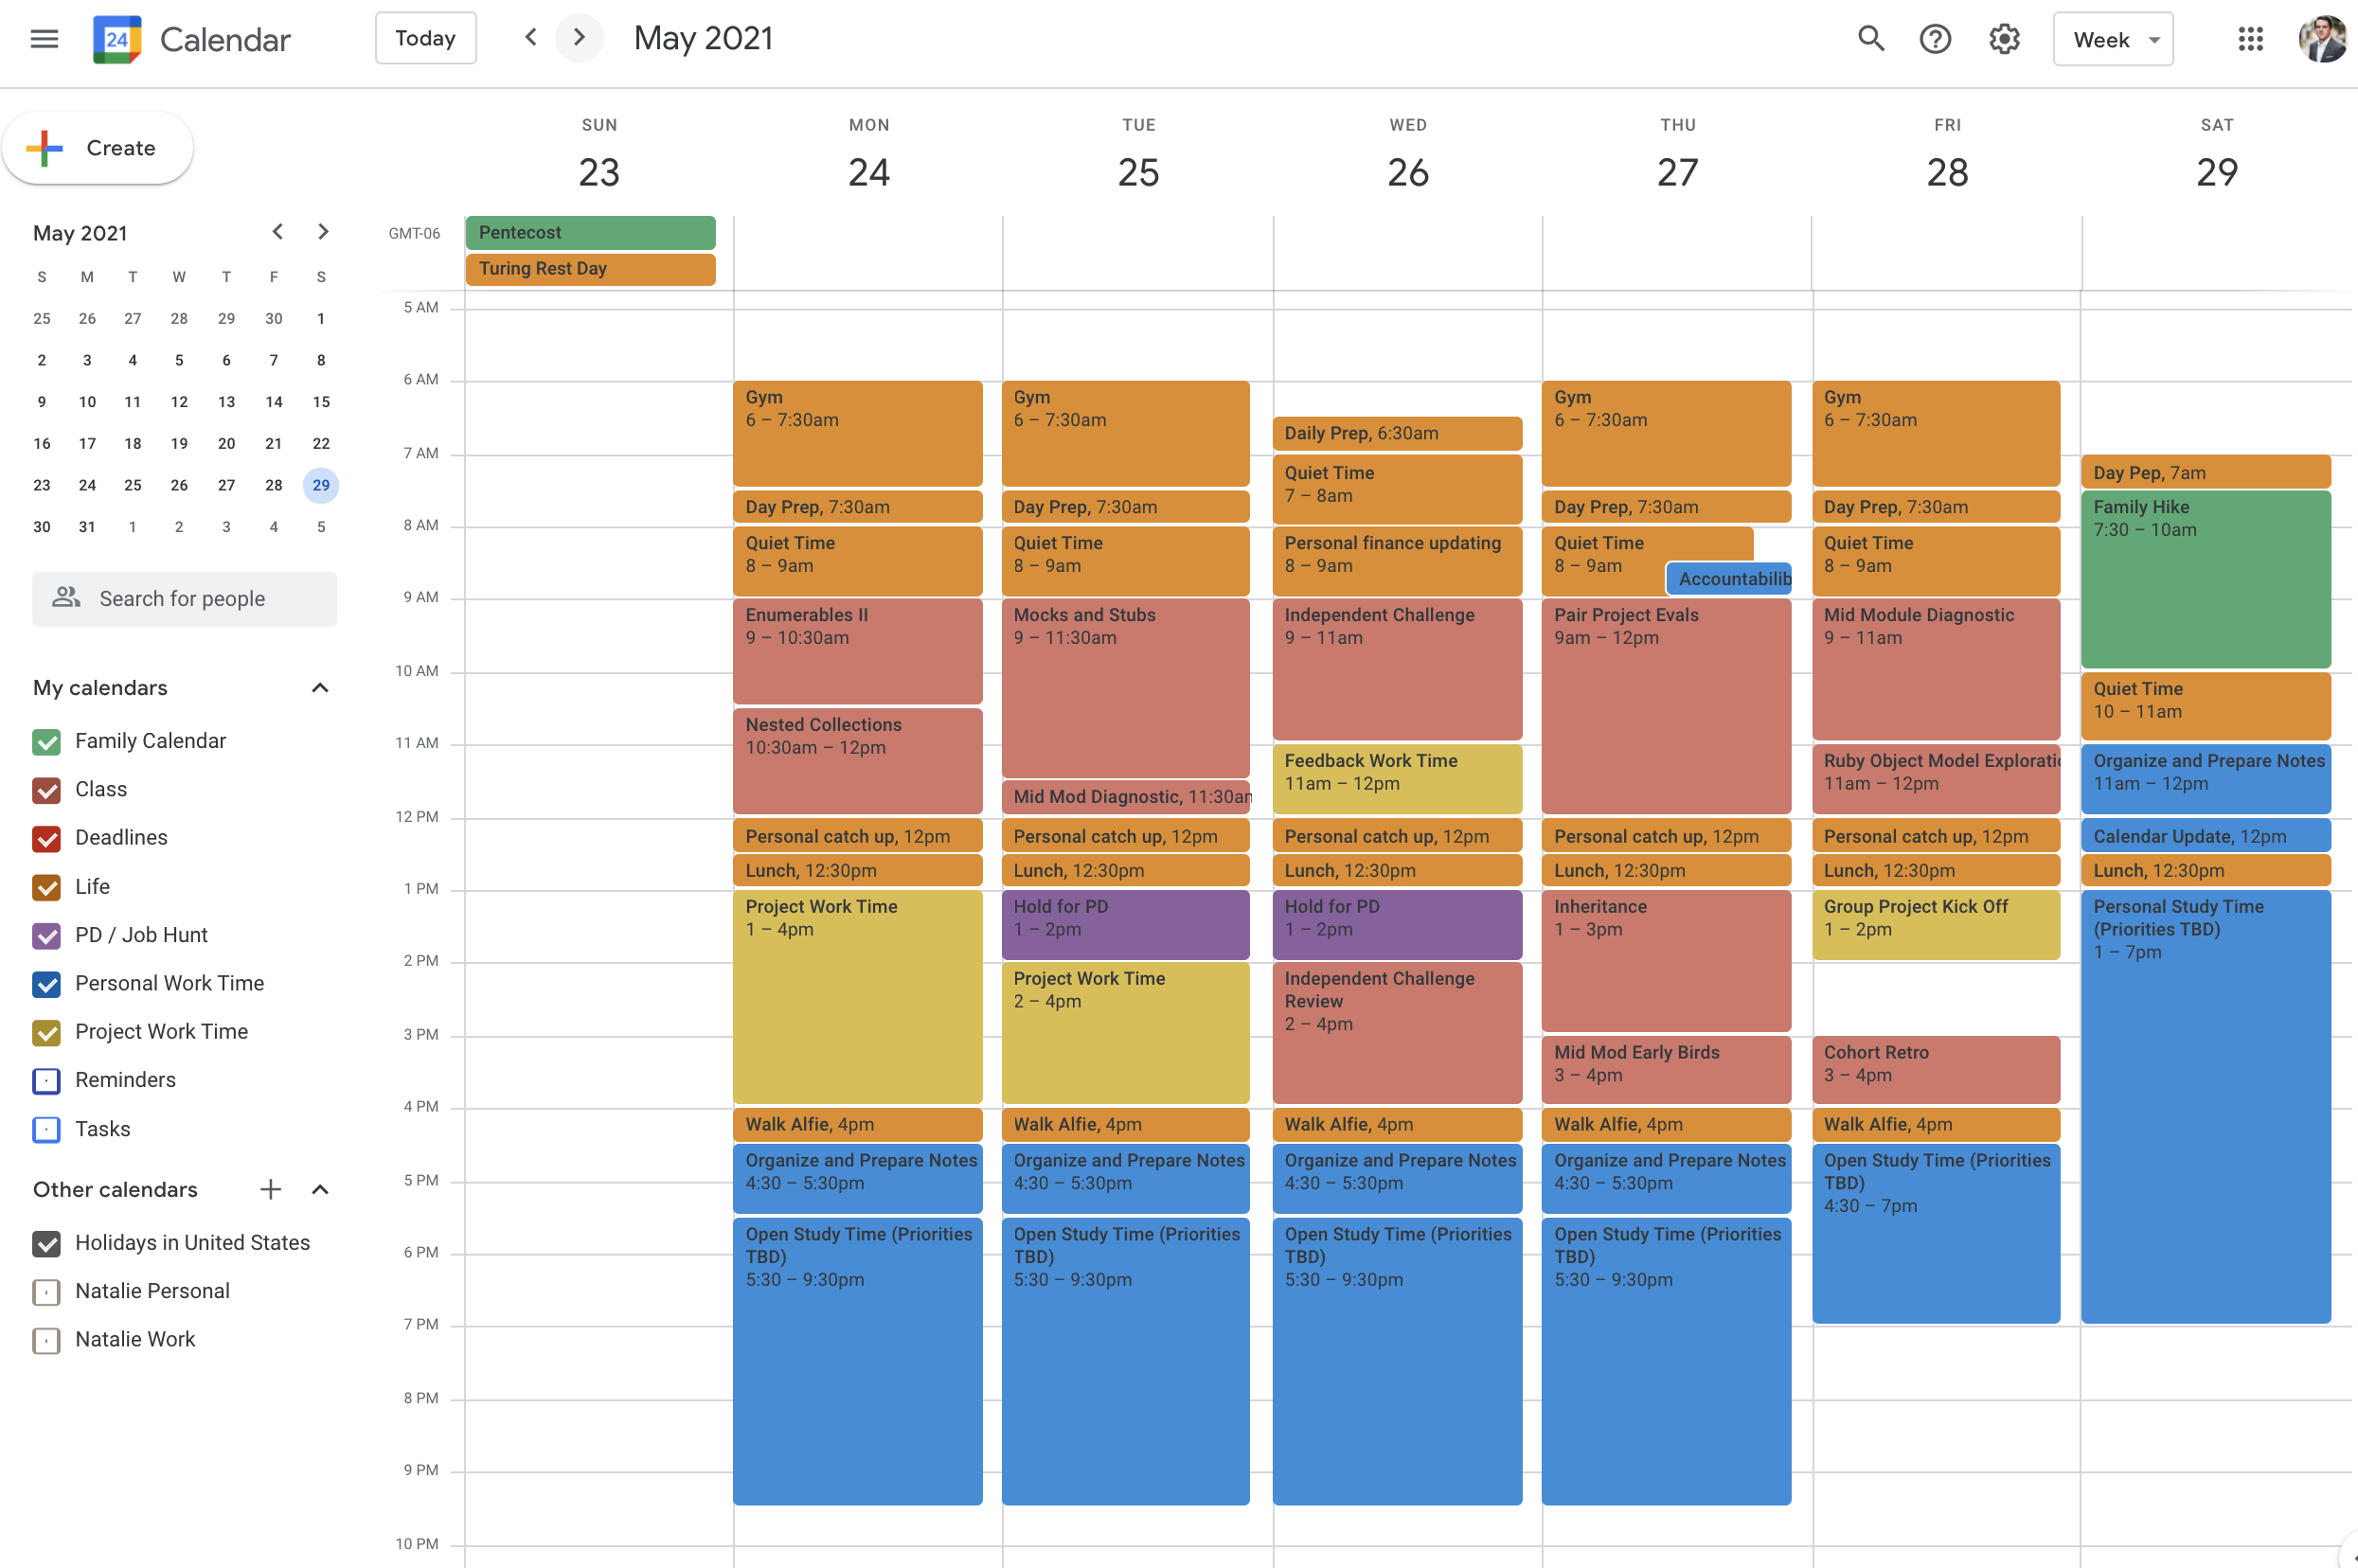 24 Calendar Today May 2021 Week
Create
May 2021
S M T W T F S
25 26 27 28 29 30 1
2 3 4 5 6 7 8
9 10 11 12 13 14 15
16 17 18 19 20 21 22
23 24 25 26 27 28 29
30 31 1 2 3 4 5
Search for people
My calendars
Family Calendar
Class
Deadlines
Life
PD / Job Hunt
Personal Work Time
Project Work Time
Reminders
Tasks
Other calendars
Holidays in United States
Natalie Personal
Natalie Work
GMT-06
5 AM
6 AM
7 AM
8 AM
9 AM
10 AM
11 AM
12 PM
1 PM
2 PM
3 PM
4 PM
5 PM
6 PM
7 PM
8 PM
9 PM
10 PM
SUN
23
Pentecost
Turing Rest Day
MON
24
Gym
6 – 7:30am
Day Prep, 7:30am
Quiet Time
8 – 9am
Enumerables II
9 – 10:30am
Nested Collections
10:30am – 12pm
Personal catch up, 12pm
Lunch, 12:30pm
Project Work Time
1 – 4pm
Walk Alfie, 4pm
Organize and Prepare Notes
4:30 – 5:30pm
Open Study Time (Priorities
TBD)
5:30 – 9:30pm
TUE
25
Gym
6 – 7:30am
Day Prep, 7:30am
Quiet Time
8 – 9am
Mocks and Stubs
9 – 11:30am
Mid Mod Diagnostic, 11:30am
Personal catch up, 12pm
Lunch, 12:30pm
Hold for PD
1 – 2pm
Project Work Time
2 – 4pm
Walk Alfie, 4pm
Organize and Prepare Notes
4:30 – 5:30pm
Open Study Time (Priorities
TBD)
5:30 – 9:30pm
WED
26
Daily Prep, 6:30am
Quiet Time
7 – 8am
Personal finance updating
8 – 9am
Independent Challenge
9 – 11am
Feedback Work Time
11am – 12pm
Personal catch up, 12pm
Lunch, 12:30pm
Hold for PD
1 – 2pm
Independent Challenge
Review
2 – 4pm
Walk Alfie, 4pm
Organize and Prepare Notes
4:30 – 5:30pm
Open Study Time (Priorities
TBD)
5:30 – 9:30pm
THU
27
Gym
6 – 7:30am
Day Prep, 7:30am
Quiet Time
8 – 9am
Accountabilib
Pair Project Evals
9am – 12pm
Personal catch up, 12pm
Lunch, 12:30pm
Inheritance
1 – 3pm
Mid Mod Early Birds
3 – 4pm
Walk Alfie, 4pm
Organize and Prepare Notes
4:30 – 5:30pm
Open Study Time (Priorities
TBD)
5:30 – 9:30pm
FRI
28
Gym
6 – 7:30am
Day Prep, 7:30am
Quiet Time
8 – 9am
Mid Module Diagnostic
9 – 11am
Ruby Object Model Explorati
11am – 12pm
Personal catch up, 12pm
Lunch, 12:30pm
Group Project Kick Off
1 – 2pm
Cohort Retro
3 – 4pm
Walk Alfie, 4pm
Open Study Time (Priorities
TBD)
4:30 – 7pm
SAT
29
Day Pep, 7am
Family Hike
7:30 – 10am
Quiet Time
10 – 11am
Organize and Prepare Notes
11am – 12pm
Calendar Update, 12pm
Lunch, 12:30pm
Personal Study Time
(Priorities TBD)
1 – 7pm